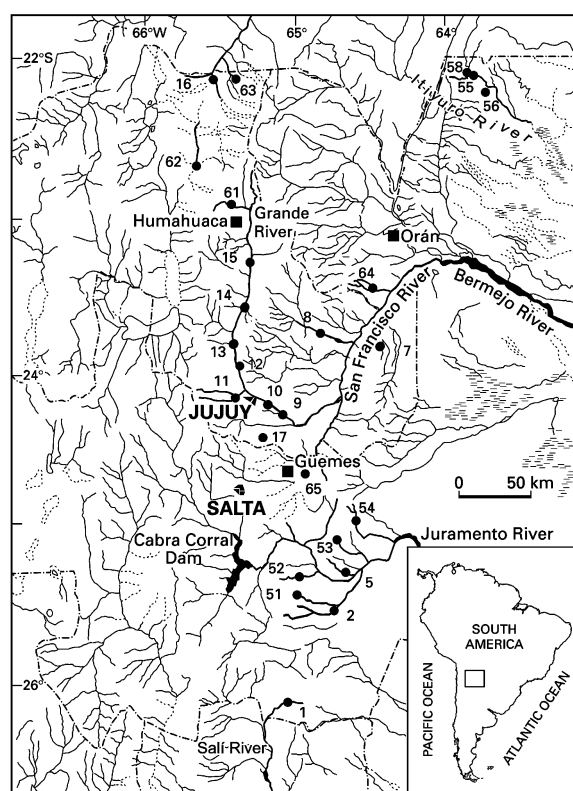 66°W
65°
64°
22°S
58
55
56
16
63
Itiyuro River
62
61
Humahuaca
Grande
River
Orán
15
64
Bermejo River
14
San Francisco River
8
7
13
12
24°
11
10
9
JUJUY
17
Güemes
65
0 50 km
SALTA
54
Cabra Corral
Dam
53
Juramento River
52
5
51
2
SOUTH
AMERICA
PACIFIC OCEAN
ATLANTIC OCEAN
26°
1
Salí River